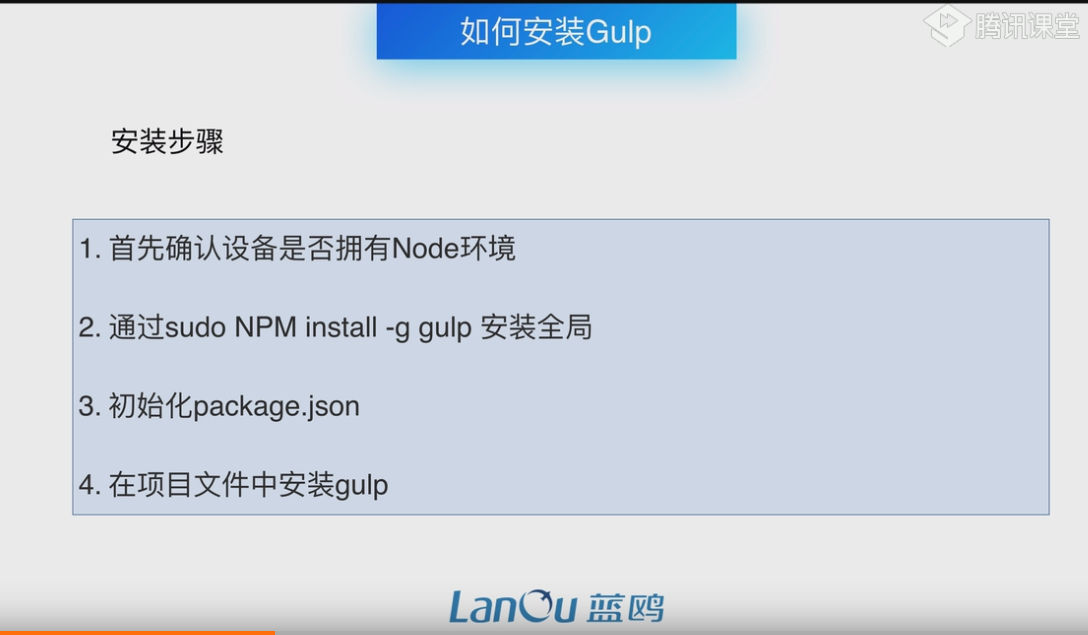 如何安装Gulp
腾讯课堂
安装步骤
1. 首先确认设备是否拥有Node环境
2. 通过sudo NPM install -g gulp 安装全局
3. 初始化package.json
4. 在项目文件中安装gulp
LanOu 蓝鸥